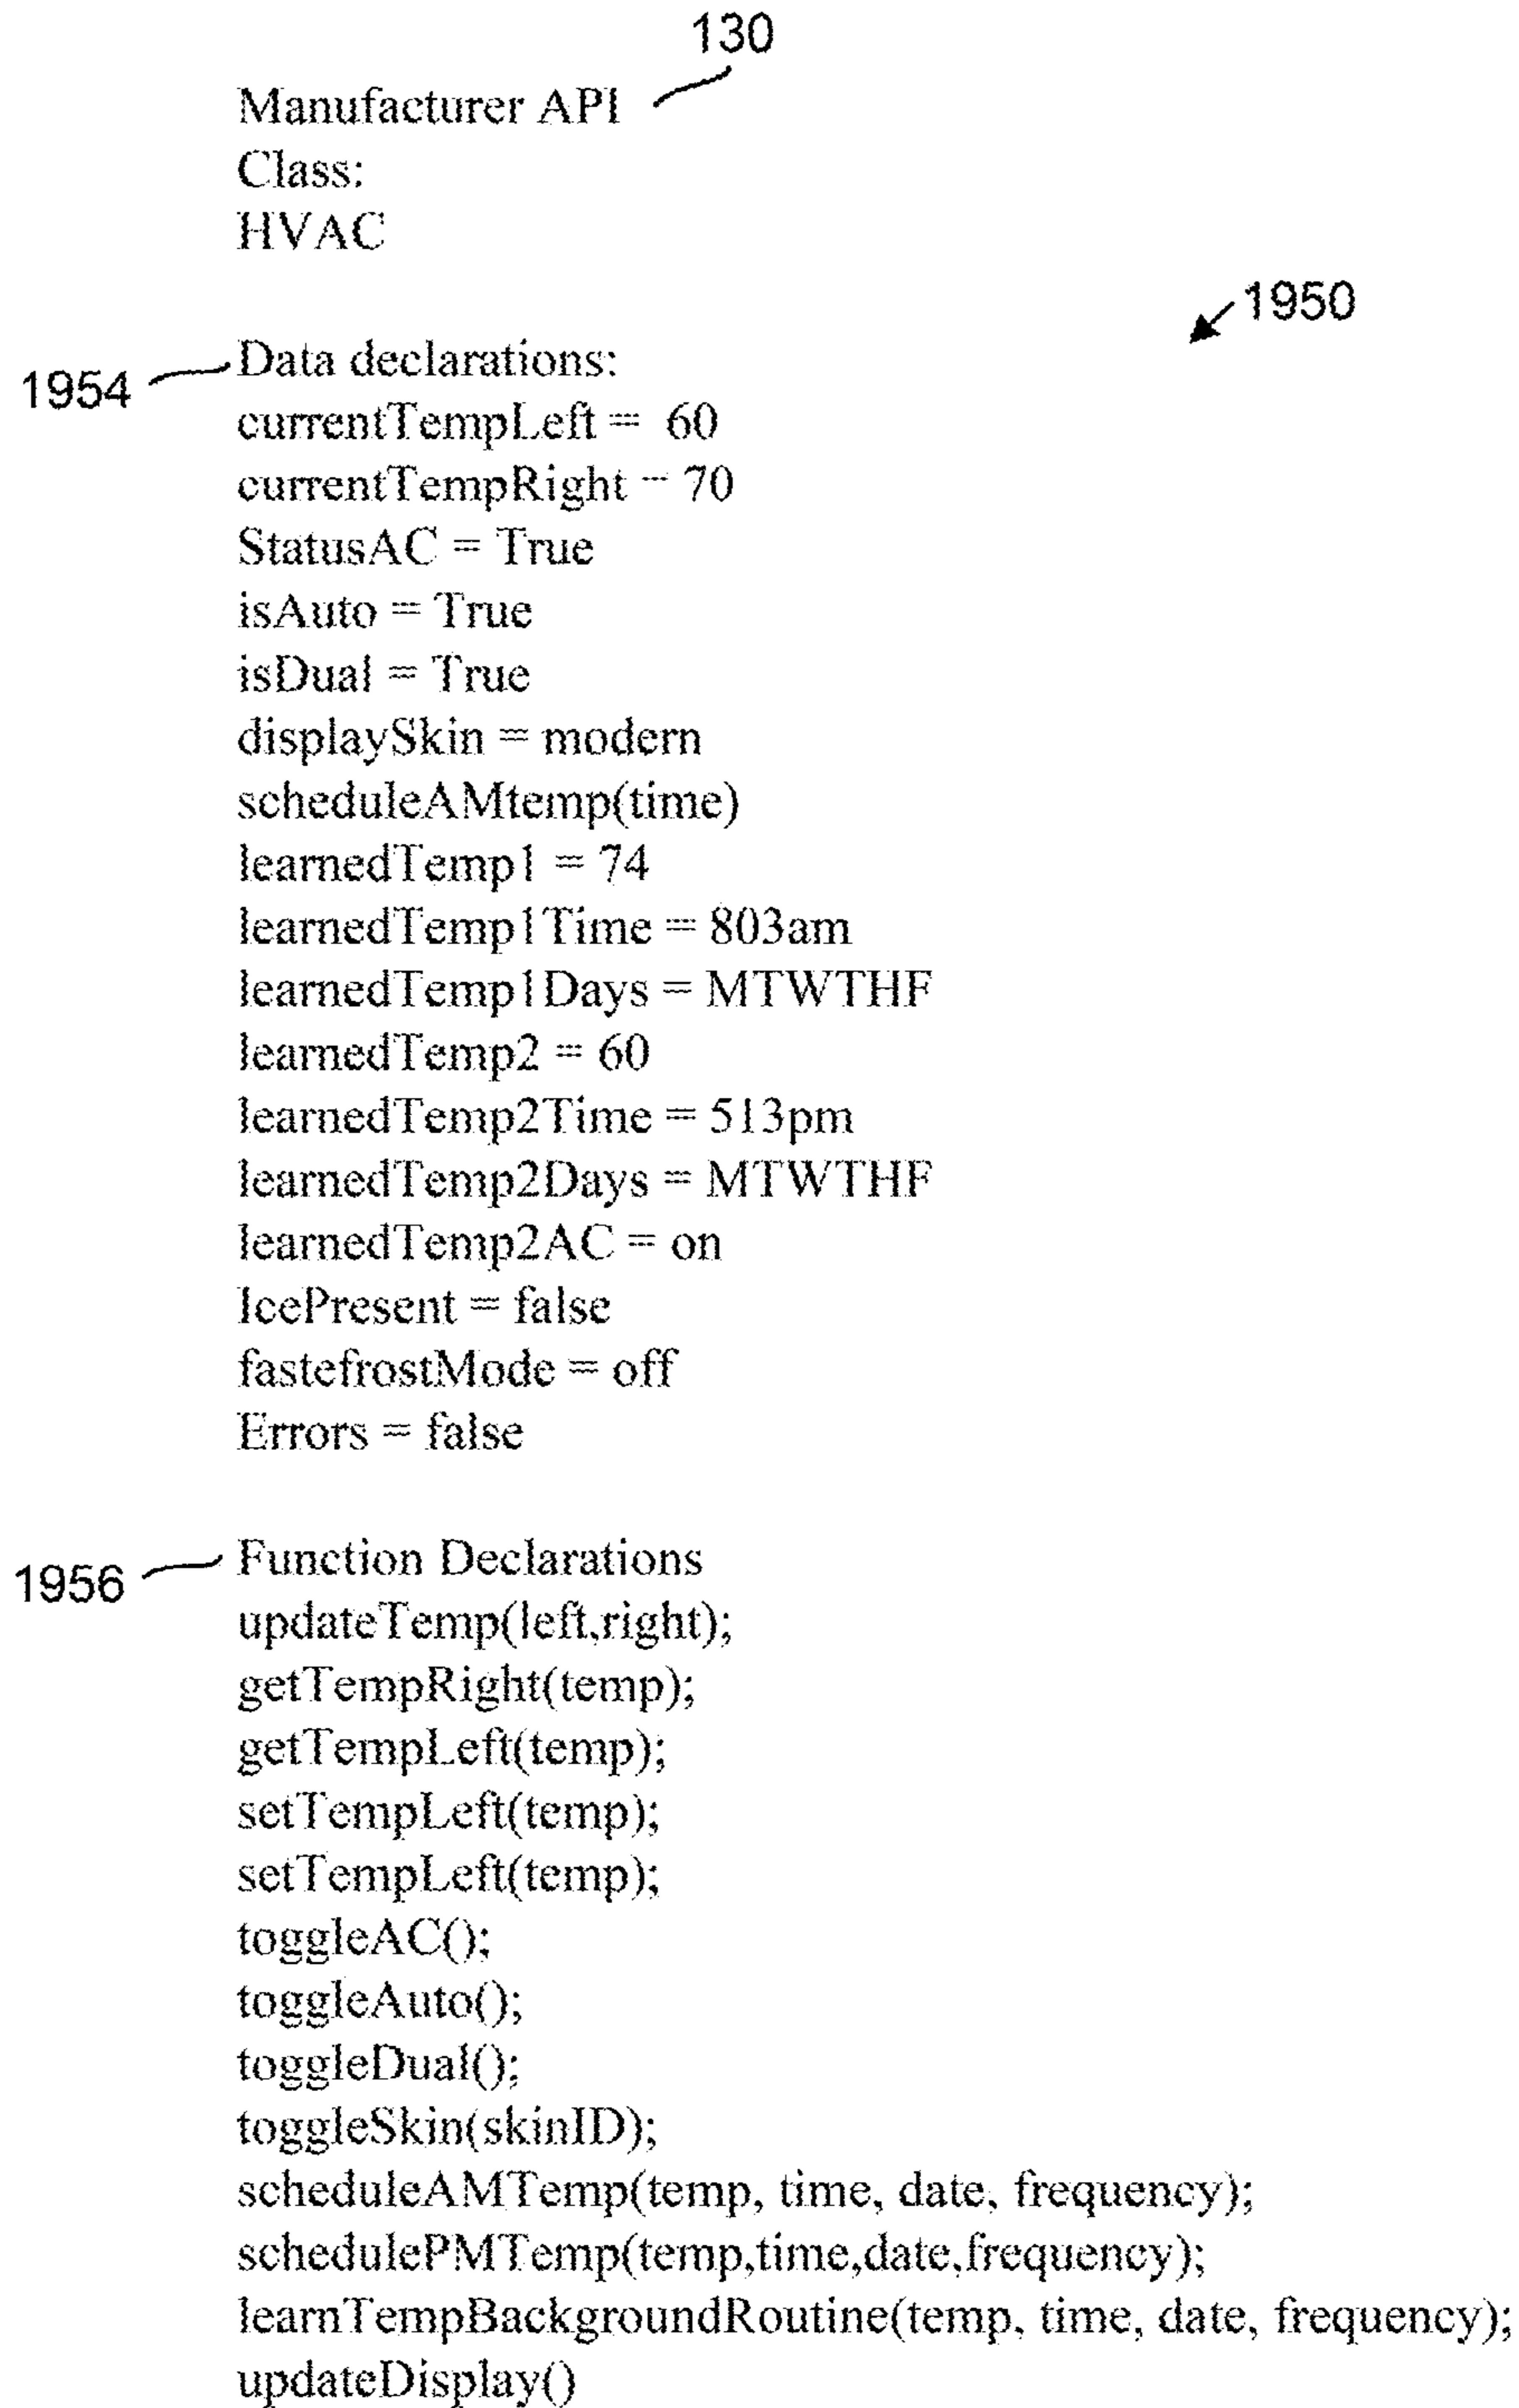 130
Manufacturer API
Class:
HVAC
1950
1954
Data declarations:
currentTempLeft = 60
currentTempRight = 70
StatusAC = True
isAuto = True
isDual = True
displaySkin = modern
scheduleAMtemp(time)
learnedTemp1 = 74
learnedTemp1Time = 803am
learnedTemp1Days = MTWTHF
learnedTemp2 = 60
learnedTemp2Time = 513pm
learnedTemp2Days = MTWTHF
learnedTemp2AC = on
IcePresent = false
fastefrostMode = off
Errors = false
1956
Function Declarations
updateTemp(left,right);
getTempRight(temp);
getTempLeft(temp);
setTempLeft(temp);
setTempLeft(temp);
toggleAC();
toggleAuto();
toggleDual();
toggleSkin(skinID);
scheduleAMTemp(temp, time, date, frequency);
schedulePMTemp(temp,time,date,frequency);
learnTempBackgroundRoutine(temp, time, date, frequency);
updateDisplay()